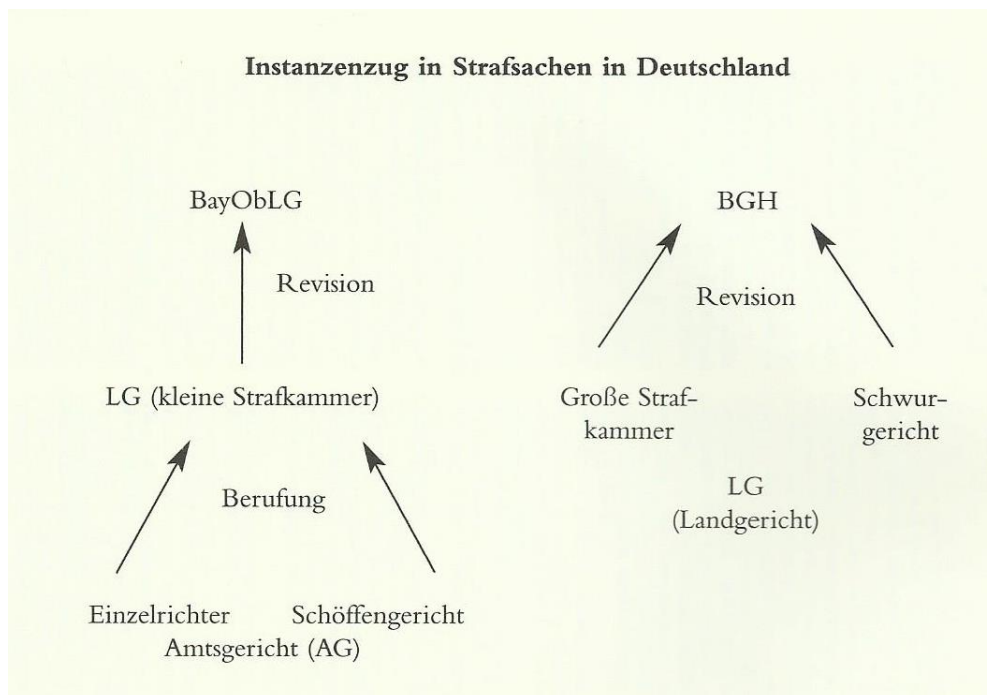 Instanzenzug in Strafsachen in Deutschland
BayObLG
Revision
LG (kleine Strafkammer)
Berufung
Einzelrichter Schöffengericht
Amtsgericht (AG)
BGH
Revision
Große Straf-
kammer
Schwur-
gericht
LG
(Landgericht)